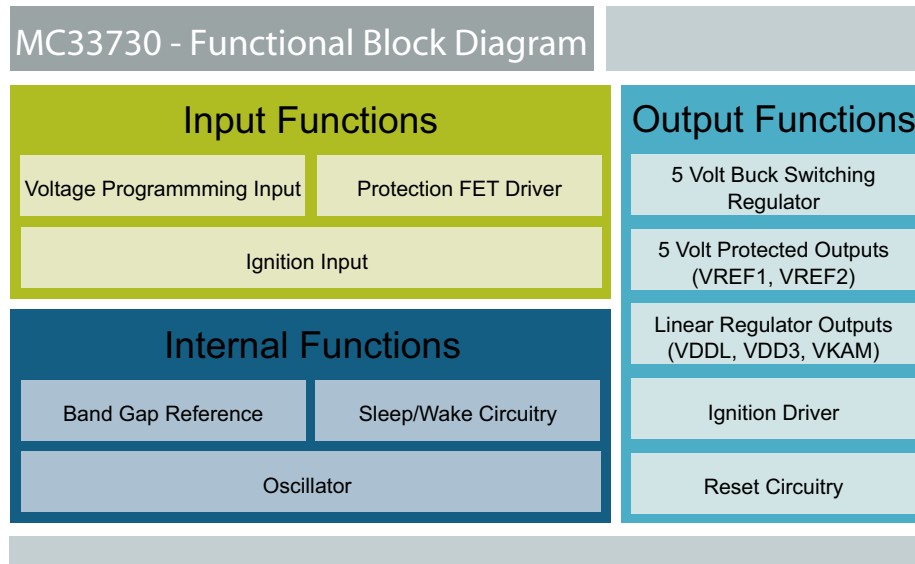 MC33730 - Functional Block Diagram
Input Functions
Voltage Programmming Input
Protection FET Driver
Ignition Input
Internal Functions
Band Gap Reference
Sleep/Wake Circuitry
Oscillator
Output Functions
5 Volt Buck Switching
Regulator
5 Volt Protected Outputs
(VREF1, VREF2)
Linear Regulator Outputs
(VDDL, VDD3, VKAM)
Ignition Driver
Reset Circuitry